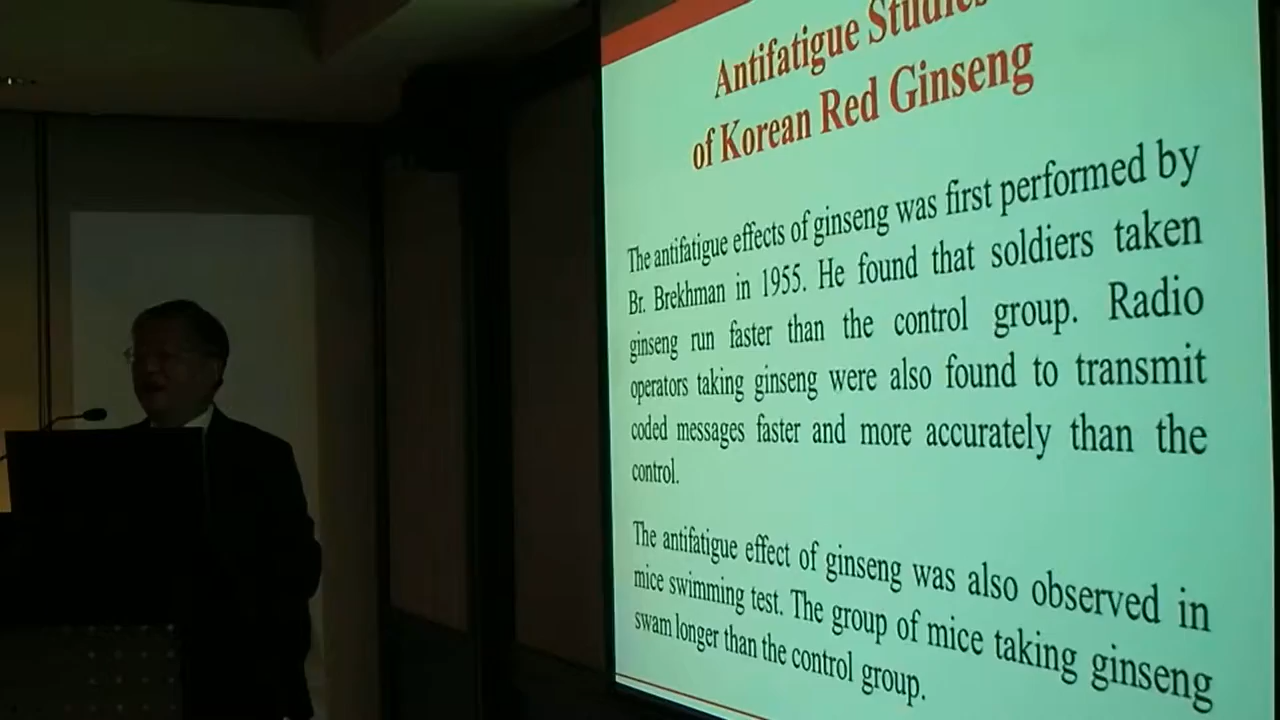 Antifatigue Studies
of Korean Red Ginseng
The antifatigue effects of ginseng was first performed by
Br. Brekhman in 1955. He found that soldiers taken
ginseng run faster than the control group. Radio
operators taking ginseng were also found to transmit
coded messages faster and more accurately than the
control.
The antifatigue effect of ginseng was also observed in
mice swimming test. The group of mice taking ginseng
swam longer than the control group.